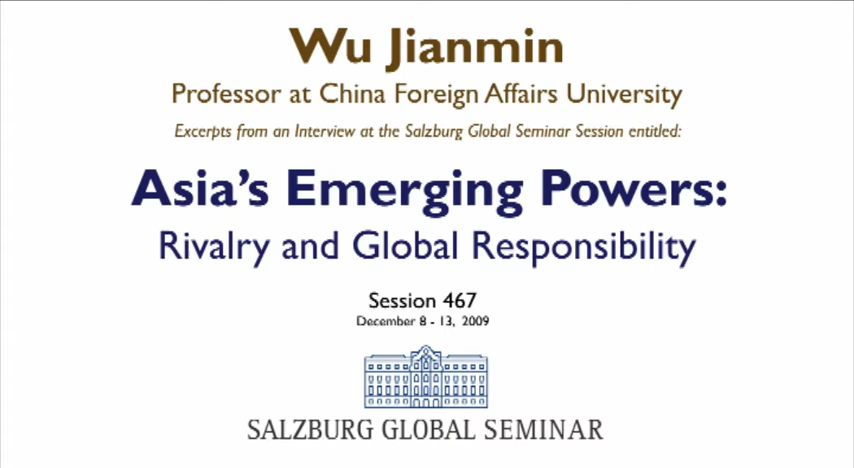 Wu Jianmin
Professor at China Foreign Affairs University
Excerpts from an Interview at the Salzburg Global Seminar Session entitled:
Asia's Emerging Powers:
Rivalry and Global Responsibility
Session 467
December 8 - 13, 2009
SALZBURG GLOBAL SEMINAR